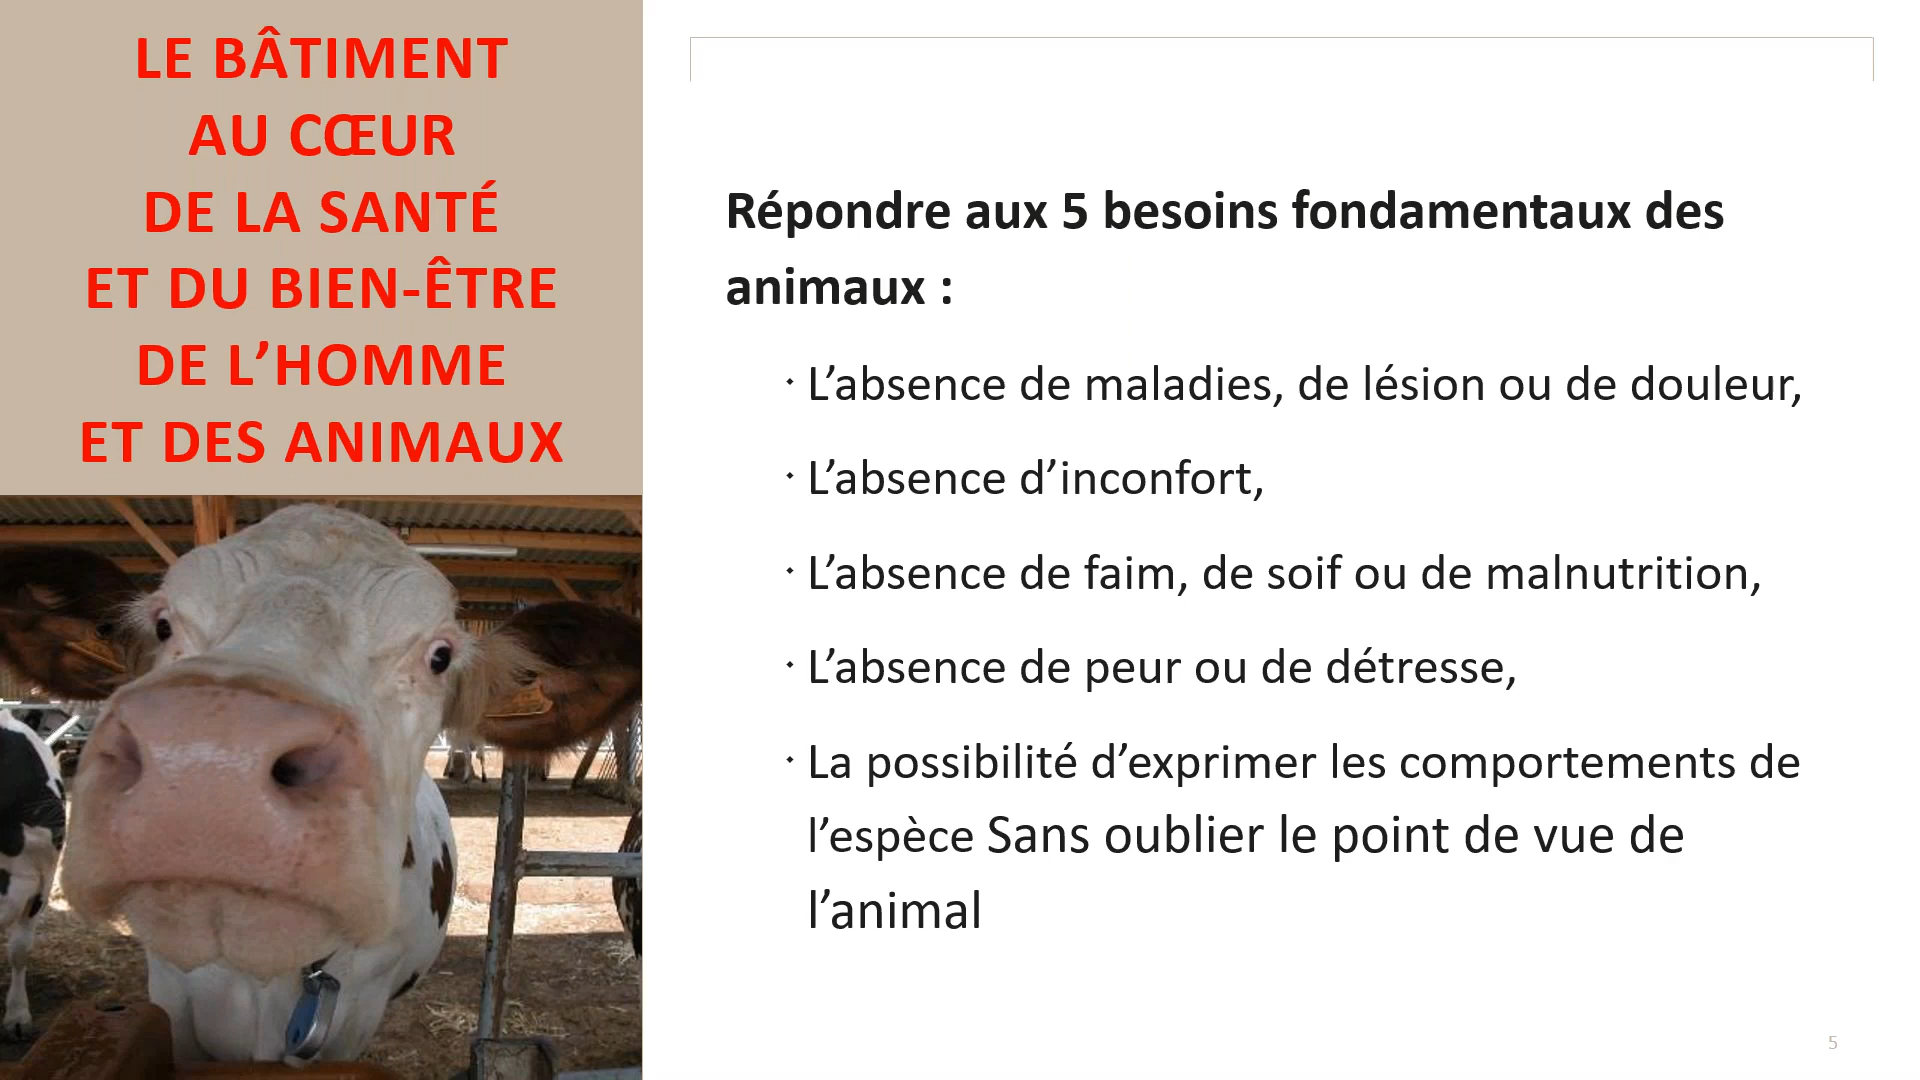 LE BÂTIMENT
AU CŒUR
DE LA SANTÉ
ET DU BIEN-ÊTRE
DE L’HOMME
ET DES ANIMAUX
Répondre aux 5 besoins fondamentaux des
animaux :
· L’absence de maladies, de lésion ou de douleur,
· L’absence d’inconfort,
· L’absence de faim, de soif ou de malnutrition,
· L’absence de peur ou de détresse,
· La possibilité d’exprimer les comportements de
l’espèce Sans oublier le point de vue de
l’animal
5